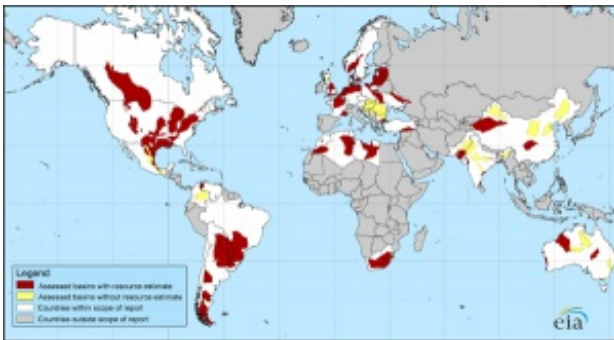 Legend
Assessed basins with resource estimate
Assessed basins without resource estimate
Countries within scope of report
Countries outside scope of report
eia